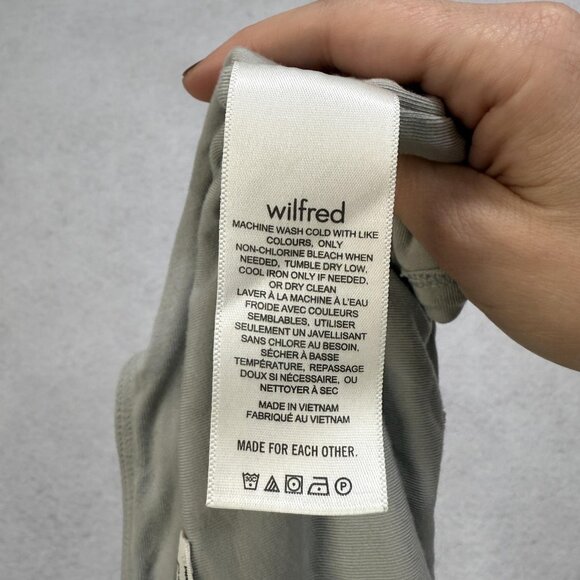 wilfred
MACHINE WASH COLD WITH LIKE
COLOURS, ONLY
NON-CHLORINE BLEACH WHEN
NEEDED, TUMBLE DRY LOW,
COOL IRON ONLY IF NEEDED,
OR DRY CLEAN
LAVER À LA MACHINE À L'EAU
FROIDE AVEC COULEURS
SEMBLABLES, UTILISER
SEULEMENT UN JAVELLISANT
SANS CHLORE AU BESOIN,
SÉCHER À BASSE
TEMPÉRATURE, REPASSAGE
DOUX SI NÉCESSAIRE, OU
NETTOYER À SEC
MADE IN VIETNAM
FABRIQUÉ AU VIETNAM
MADE FOR EACH OTHER.
30C P